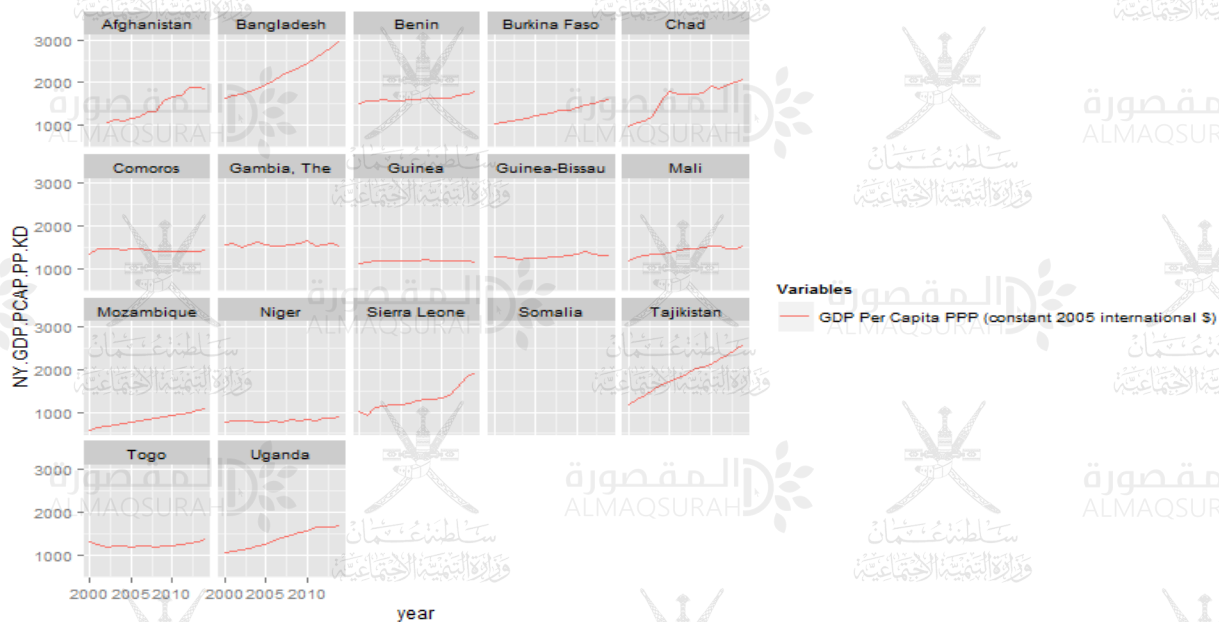 Afghanistan Bangladesh Benin Burkina Faso Chad
3000
2000
1000
Comoros Gambia, The Guinea Guinea-Bissau Mali
3000
2000
1000
Mozambique Niger Sierra Leone Somalia Tajikistan
3000
2000
1000
Togo Uganda
3000
2000
1000
2000 2005 2010 2000 2005 2010
year
NY.GDP.PCAP.PP.KD
Variables
GDP Per Capita PPP (constant 2005 international $)
المقصورة
ALMAQSURAH
سلطنة عمان
وزارة التنمية الاجتماعية